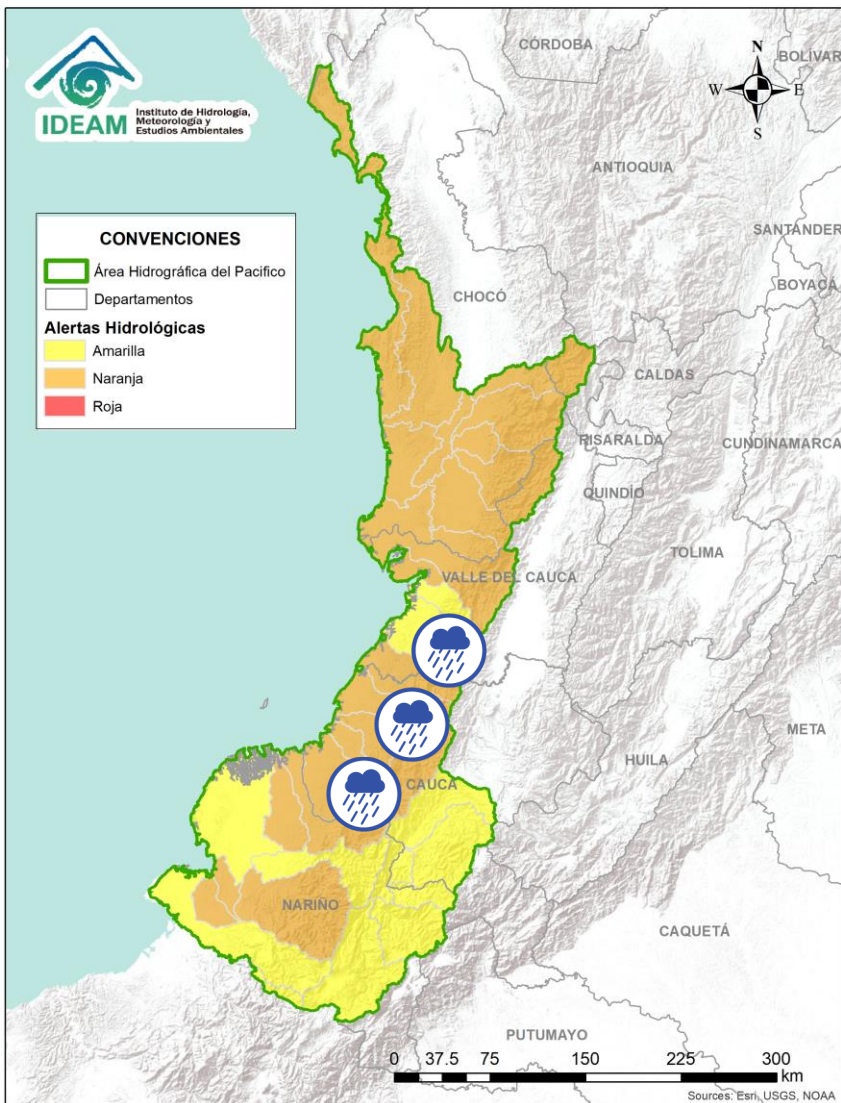 IDEAM
Instituto de Hidrología,
Meteorología y
Estudios Ambientales
CÓRDOBA
BOLÍVAR
N
W
E
S
ANTIOQUIA
SANTANDER
BOYACÁ
CONVENCIONES
Área Hidrográfica del Pacifico
Departamentos
Alertas Hidrológicas
Amarilla
Naranja
Roja
CHOCÓ
CALDAS
RISARALDA
CUNDINAMARCA
QUINDÍO
TOLIMA
VALLE DEL CAUCA
META
HUILA
CAUCA
NARIÑO
CAQUETÁ
PUTUMAYO
0 37.5 75 150 225 300
km
Sources: Esri, USGS, NOAA